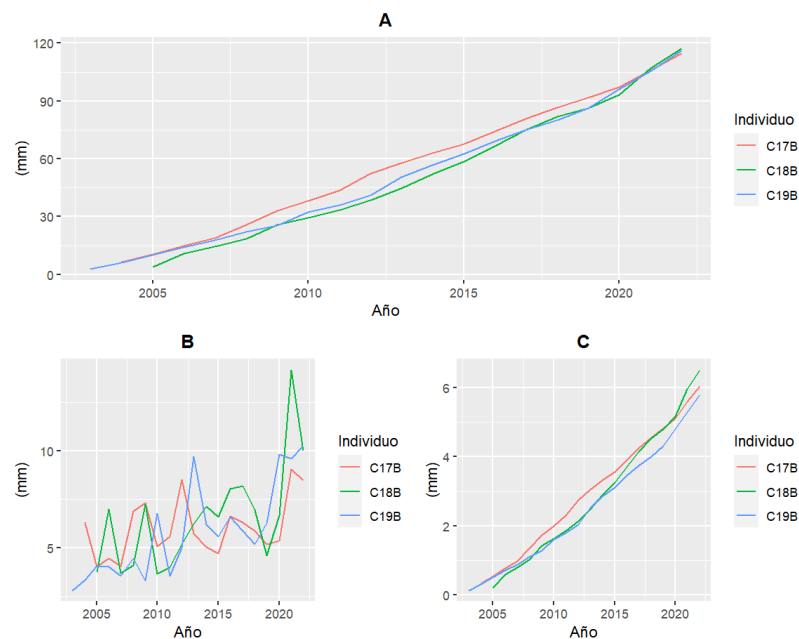 A
120
90
60
30
0
(mm)
2005
2010
2015
2020
Año
Individuo
C17B
C18B
C19B
B
10
5
(mm)
2005
2010
2015
2020
Año
Individuo
C17B
C18B
C19B
C
6
4
2
0
(mm)
2005
2010
2015
2020
Año
Individuo
C17B
C18B
C19B